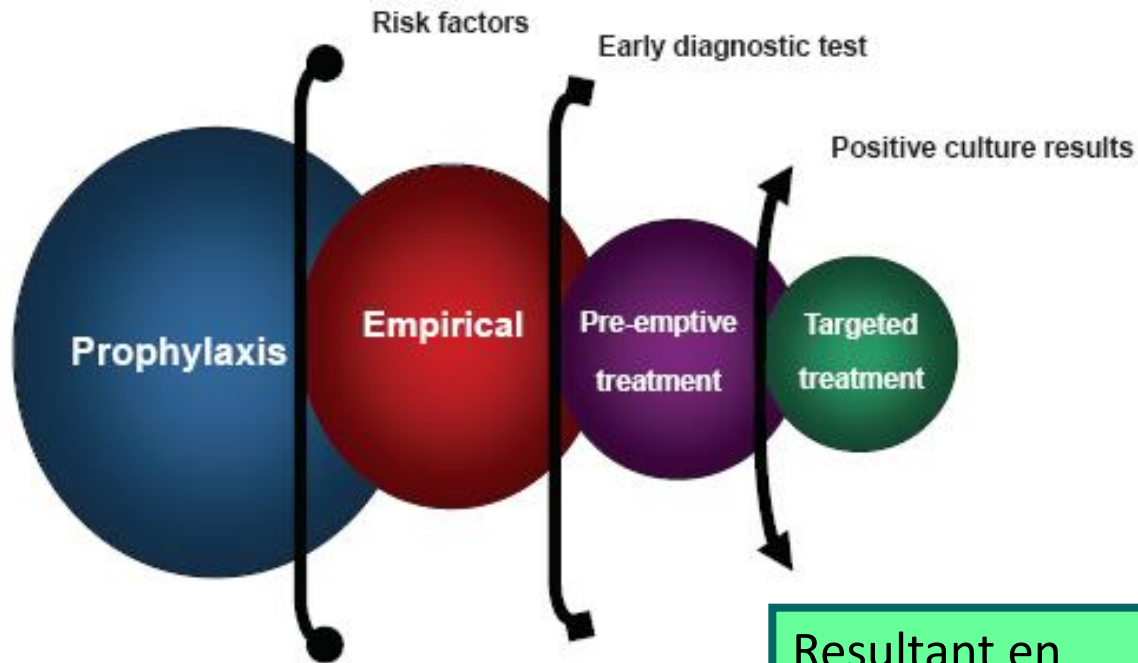 Risk factors
Early diagnostic test
Positive culture results
Prophylaxis
Empirical
Pre-emptive
treatment
Targeted
treatment
Resultant en